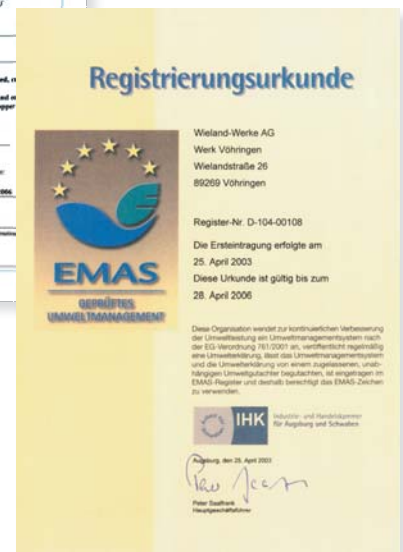 ed, r
ed e
pper
2006
Registrierungsurkunde
EMAS
GEPRÜFTES
UMWELTMANAGEMENT
Wieland-Werke AG
Werk Vöhringen
Wielandstraße 26
89269 Vöhringen
Register-Nr. D-104-00108
Die Ersteintragung erfolgte am
25. April 2003
Diese Urkunde ist gültig bis zum
28. April 2006
Diese Organisation wendet zur kontinuierlichen Verbesserung
der Umweltleistung ein Umweltmanagementsystem nach
der EG-Verordnung 761/2001 an, veröffentlicht regelmäßig
eine Umwelterklärung, lässt das Umweltmanagementsystem
und die Umwelterklärung von einem zugelassenen, unab-
hängigen Umweltgutachter begutachten, ist eingetragen im
EMAS-Register und deshalb berechtigt das EMAS-Zeichen
zu verwenden.
IHK Industrie- und Handelskammer
für Augsburg und Schwaben
Augsburg, den 25. April 2003
Peter Saalfrank
Hauptgeschäftsführer